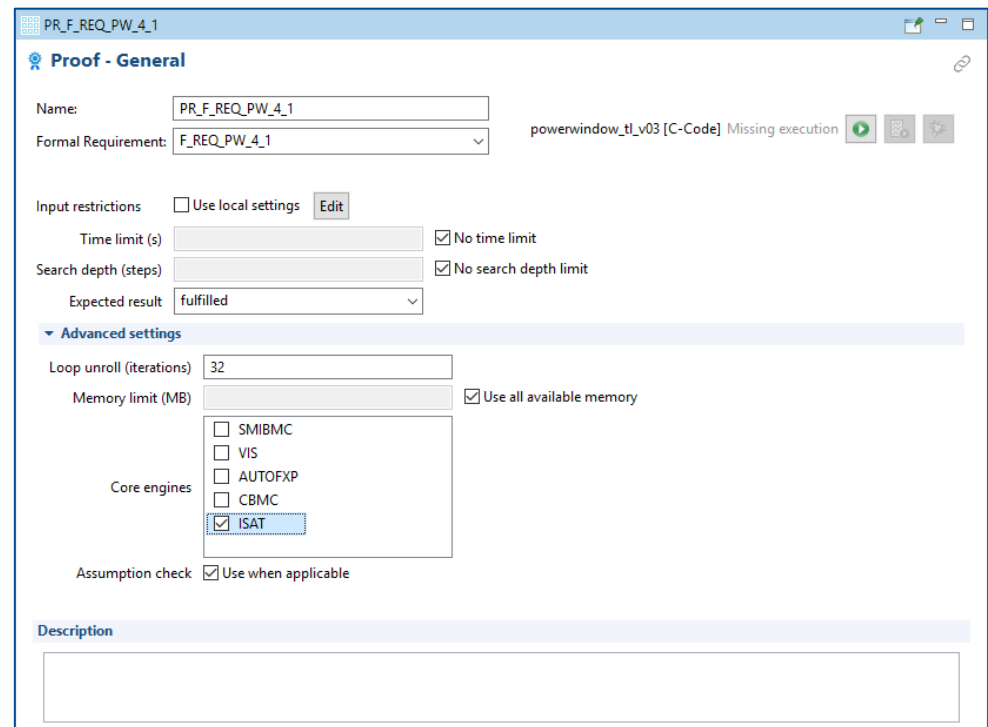 PR_F_REQ_PW_4_1
Proof - General
Name: PR_F_REQ_PW_4_1
Formal Requirement: F_REQ_PW_4_1
powerwindow_tl_v03 [C-Code] Missing execution
Input restrictions Use local settings Edit
Time limit (s) No time limit
Search depth (steps) No search depth limit
Expected result fulfilled
Advanced settings
Loop unroll (iterations) 32
Memory limit (MB) Use all available memory
SMIBMC
VIS
AUTOFXP
Core engines
CBMC
ISAT
Assumption check Use when applicable
Description